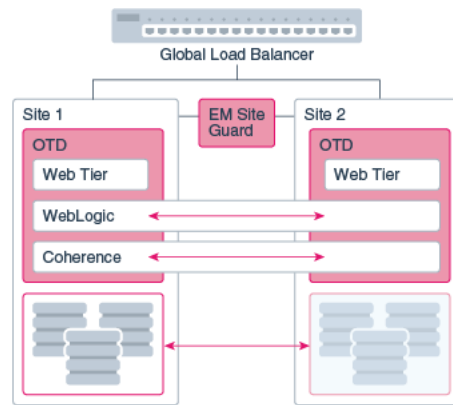 Global Load Balancer
Site 1
EM Site
Guard
Site 2
OTD
OTD
Web Tier
Web Tier
WebLogic
Coherence